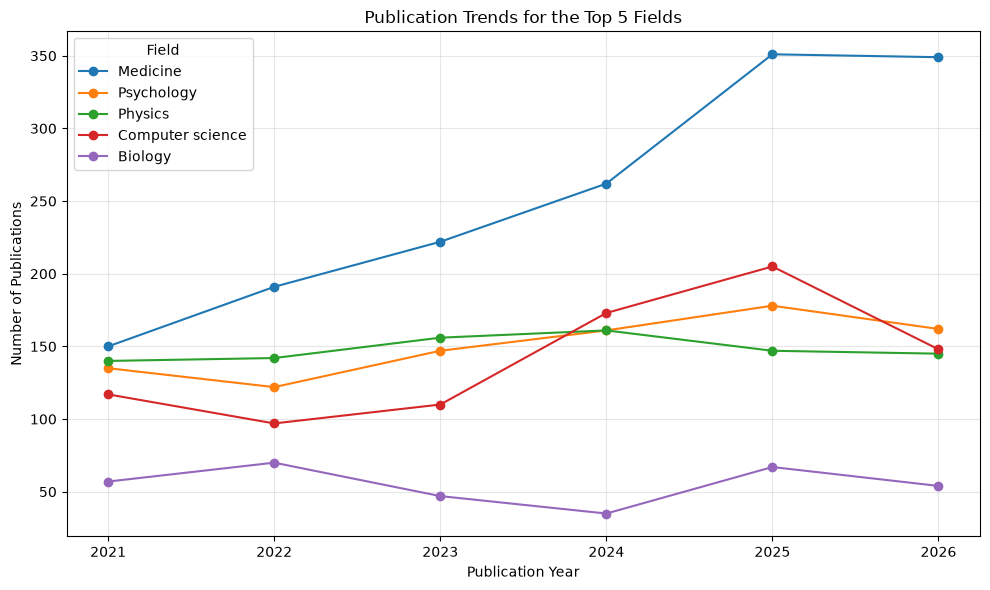 Publication Trends for the Top 5 Fields
Field
Medicine
Psychology
Physics
Computer science
Biology
Number of Publications
350
300
250
200
150
100
50
2021 2022 2023 2024 2025 2026
Publication Year